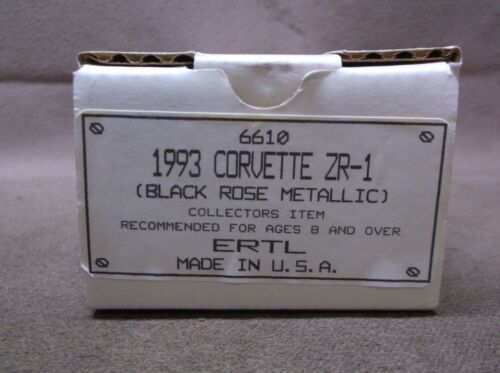 6610
1993 CORVETTE ZR-1
(BLACK ROSE METALLIC)
COLLECTORS ITEM
RECOMMENDED FOR AGES 8 AND OVER
ERTL
MADE IN U.S.A.